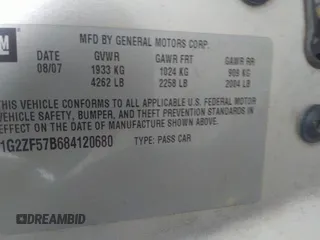 GM
MFD BY GENERAL MOTORS CORP.
DATE GVWR GAWR FRT GAWR RR
08/07 1933 KG 1024 KG 909 KG
4262 LB 2258 LB 2004 LB
THIS VEHICLE CONFORMS TO ALL APPLICABLE U.S. FEDERAL MOTOR
VEHICLE SAFETY, BUMPER, AND THEFT PREVENTION STANDARDS
IN EFFECT ON THE DATE OF MANUFACTURE SHOWN ABOVE.
1G2ZF57B684120680 TYPE: PASS CAR
DREAMBID